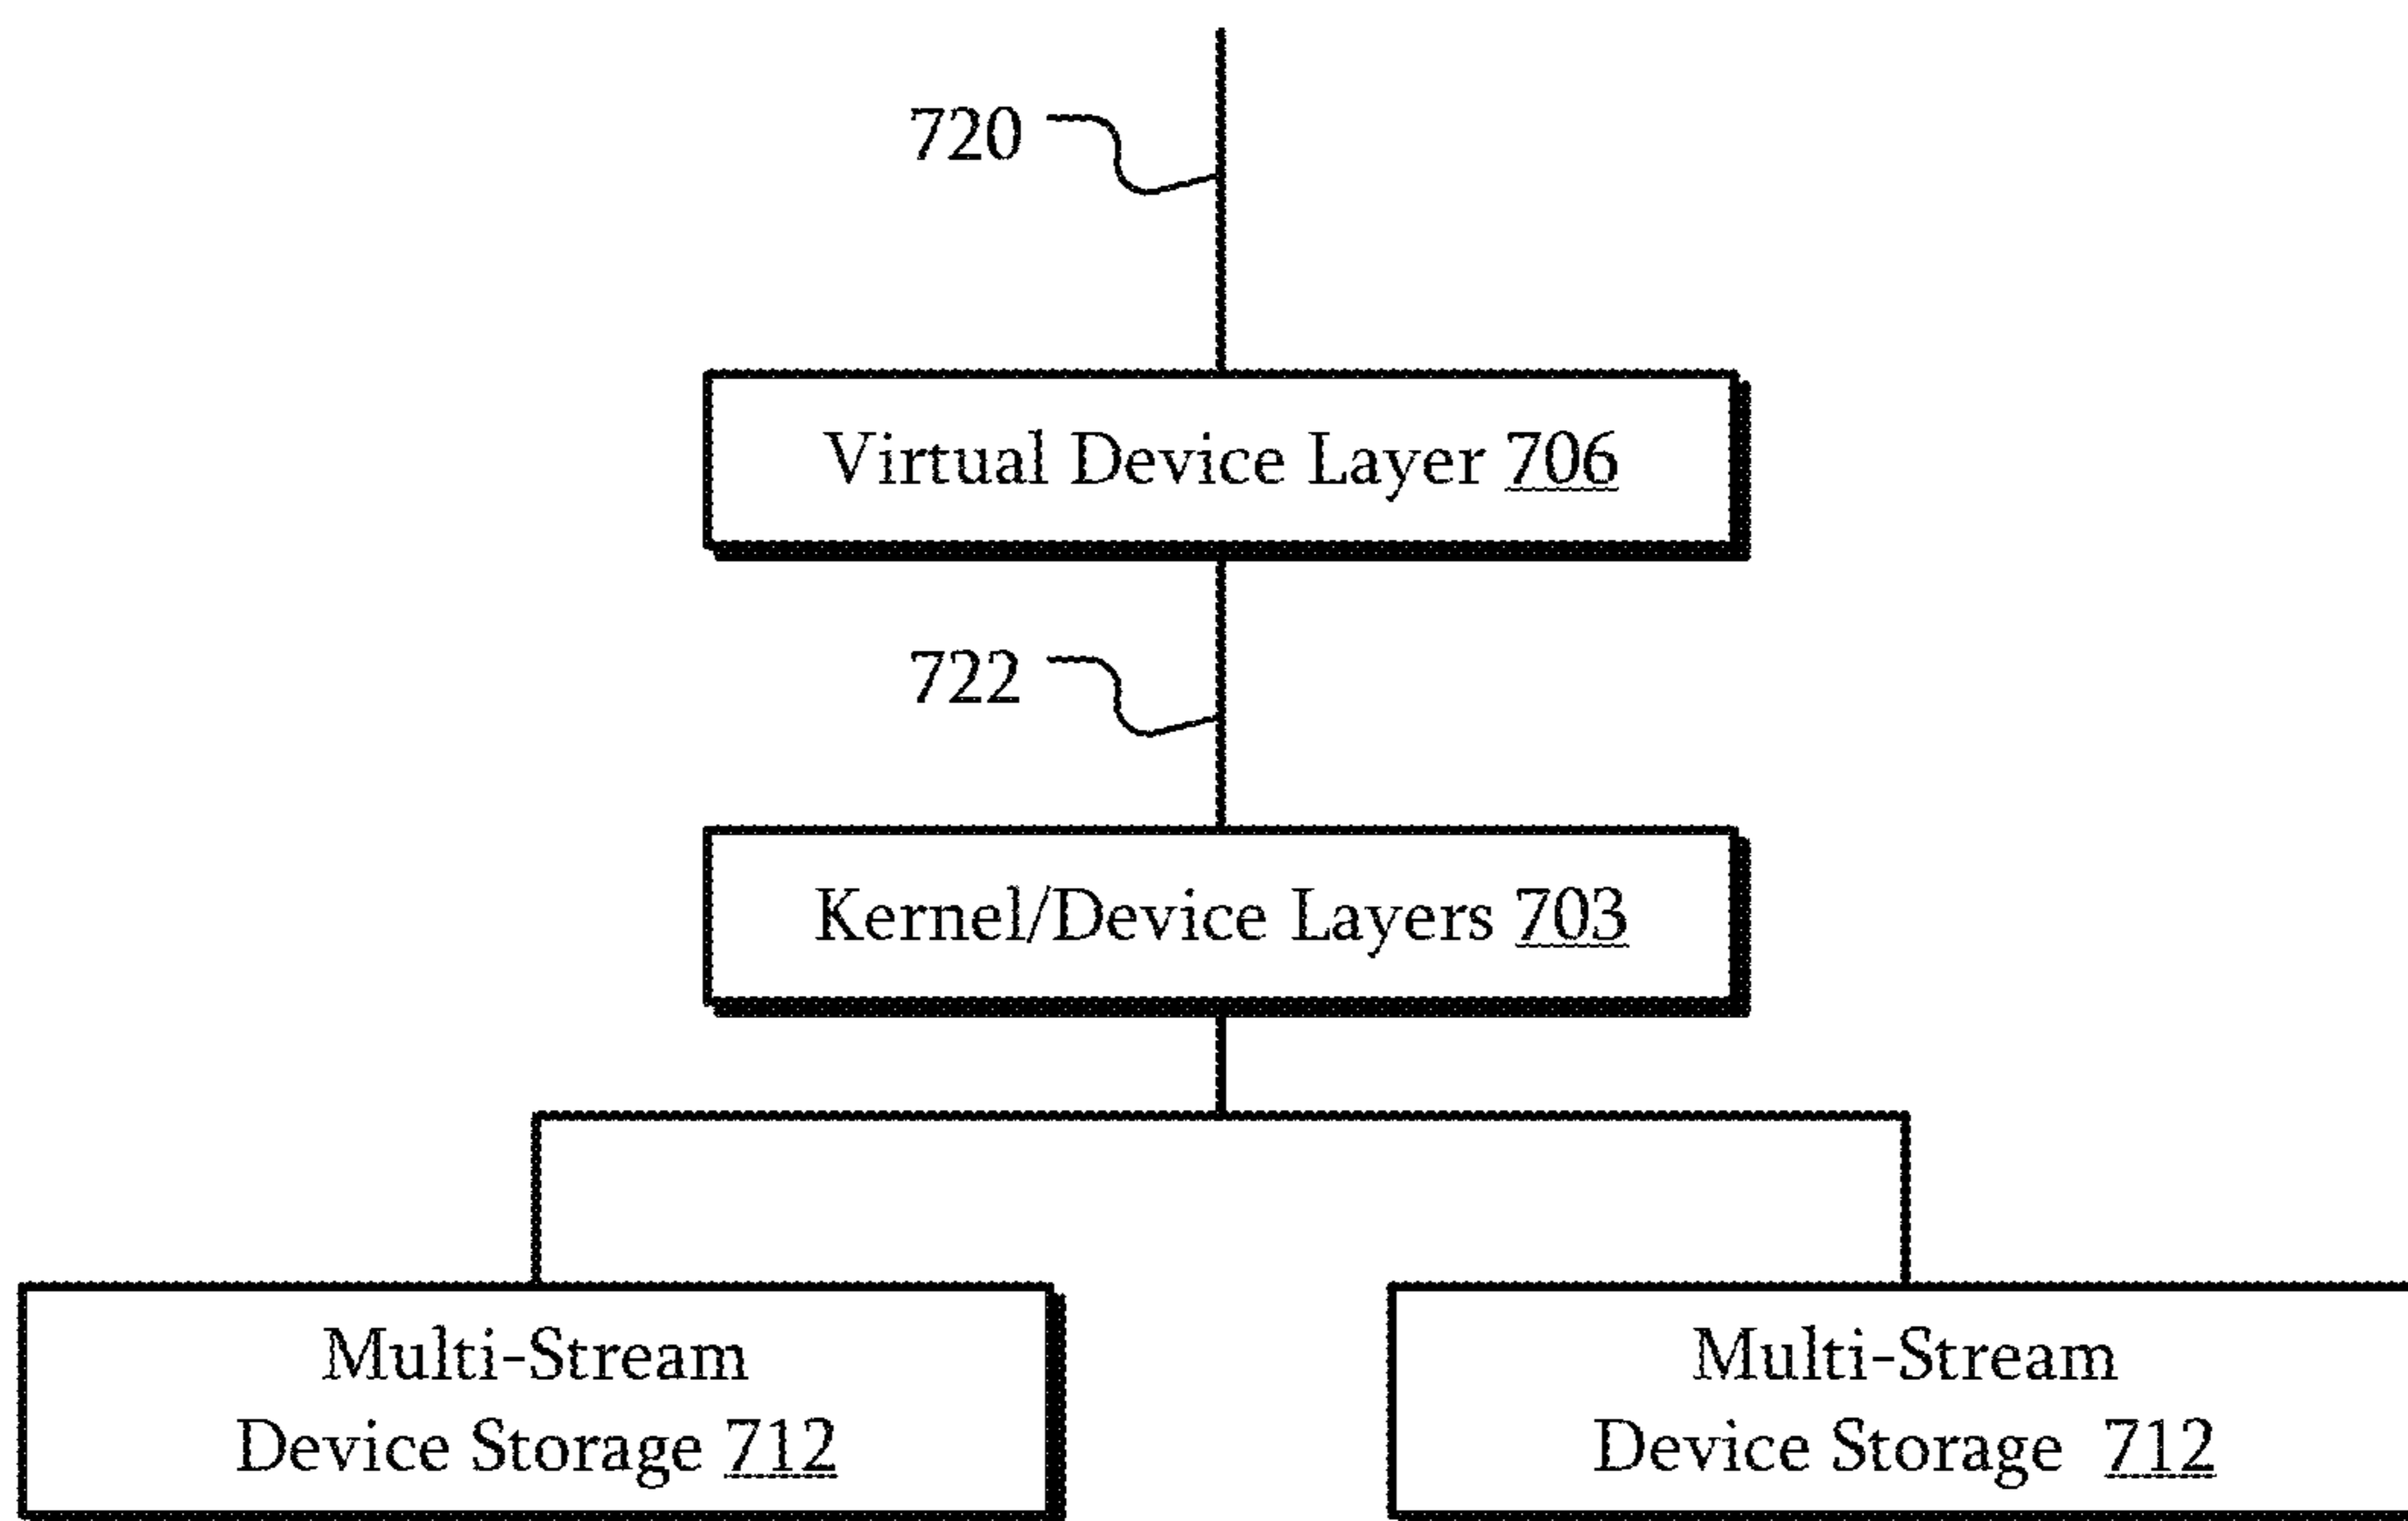 720
Virtual Device Layer 706
722
Kernel/Device Layers 703
Multi-Stream
Device Storage 712
Multi-Stream
Device Storage 712